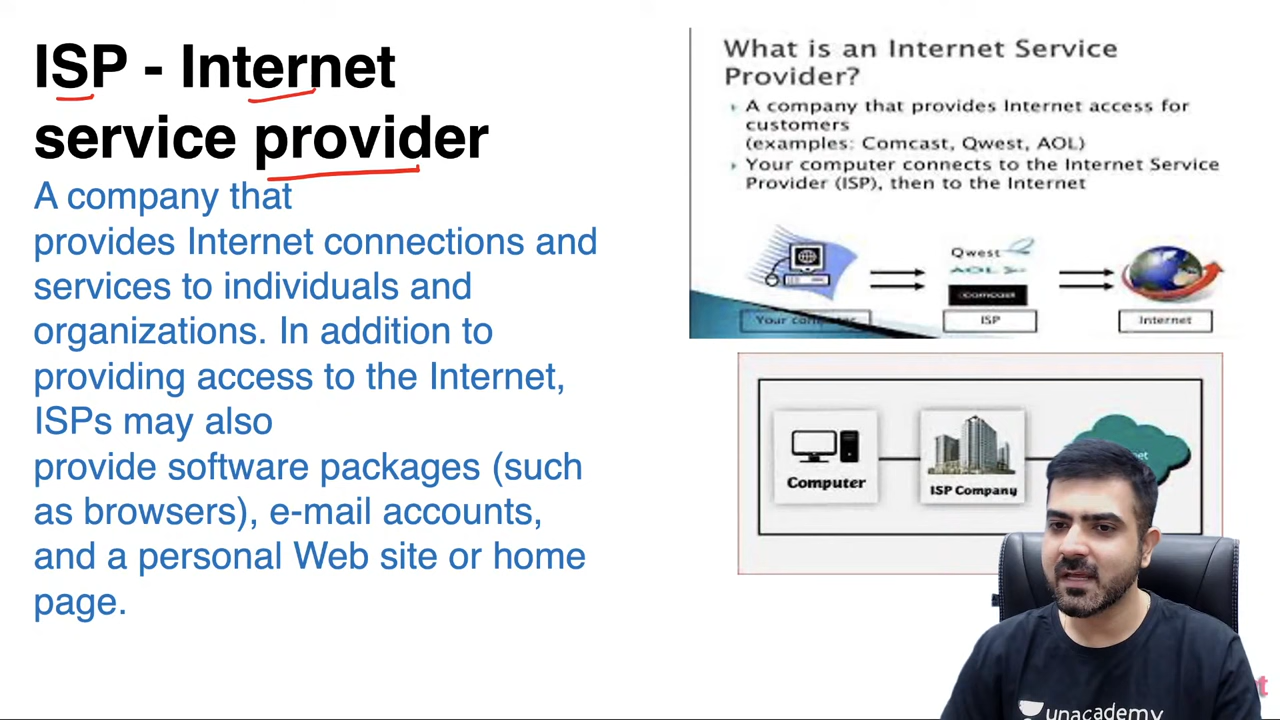 ISP - Internet
service provider
A company that
provides Internet connections and
services to individuals and
organizations. In addition to
providing access to the Internet,
ISPs may also
provide software packages (such
as browsers), e-mail accounts,
and a personal Web site or home
page.
What is an Internet Service
Provider?
A company that provides Internet access for
customers
(examples: Comcast, Qwest, AOL)
Your computer connects to the Internet Service
Provider (ISP), then to the Internet
Qwest
AOL
comcast
Your computer
ISP
Internet
Computer
ISP Company
unacademy